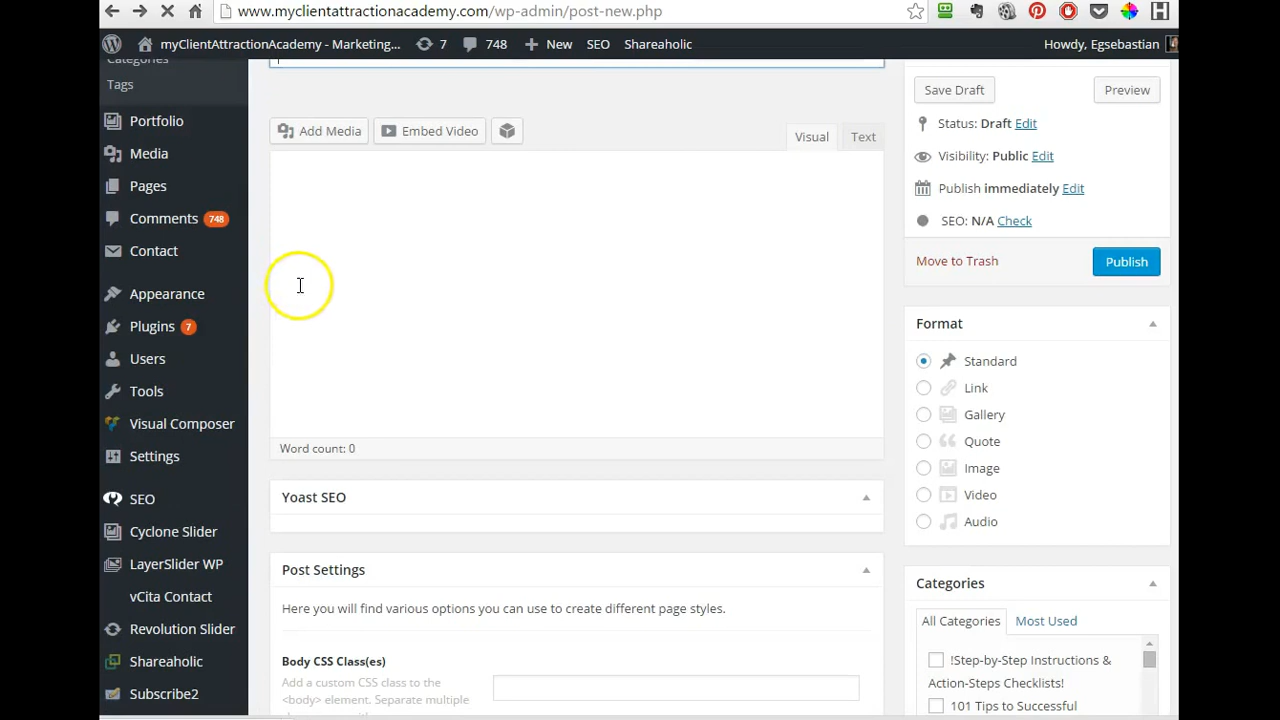 www.myclientattractionacademy.com/wp-admin/post-new.php
myClientAttractionAcademy - Marketing... 7 748 New SEO Shareaholic Howdy, Egsebastian
Categories
Tags
Portfolio
Media
Pages
Comments 748
Contact
Appearance
Plugins 7
Users
Tools
Visual Composer
Settings
SEO
Cyclone Slider
LayerSlider WP
vCita Contact
Revolution Slider
Shareaholic
Subscribe2
Add Media Embed Video Visual Text
Word count: 0
Yoast SEO
Post Settings
Here you will find various options you can use to create different page styles.
Body CSS Class(es)
Add a custom CSS class to the
<body> element. Separate multiple
Save Draft Preview
Status: Draft Edit
Visibility: Public Edit
Publish immediately Edit
SEO: N/A Check
Move to Trash Publish
Format
Standard
Link
Gallery
Quote
Image
Video
Audio
Categories
All Categories Most Used
!Step-by-Step Instructions &
Action-Steps Checklists!
101 Tips to Successful